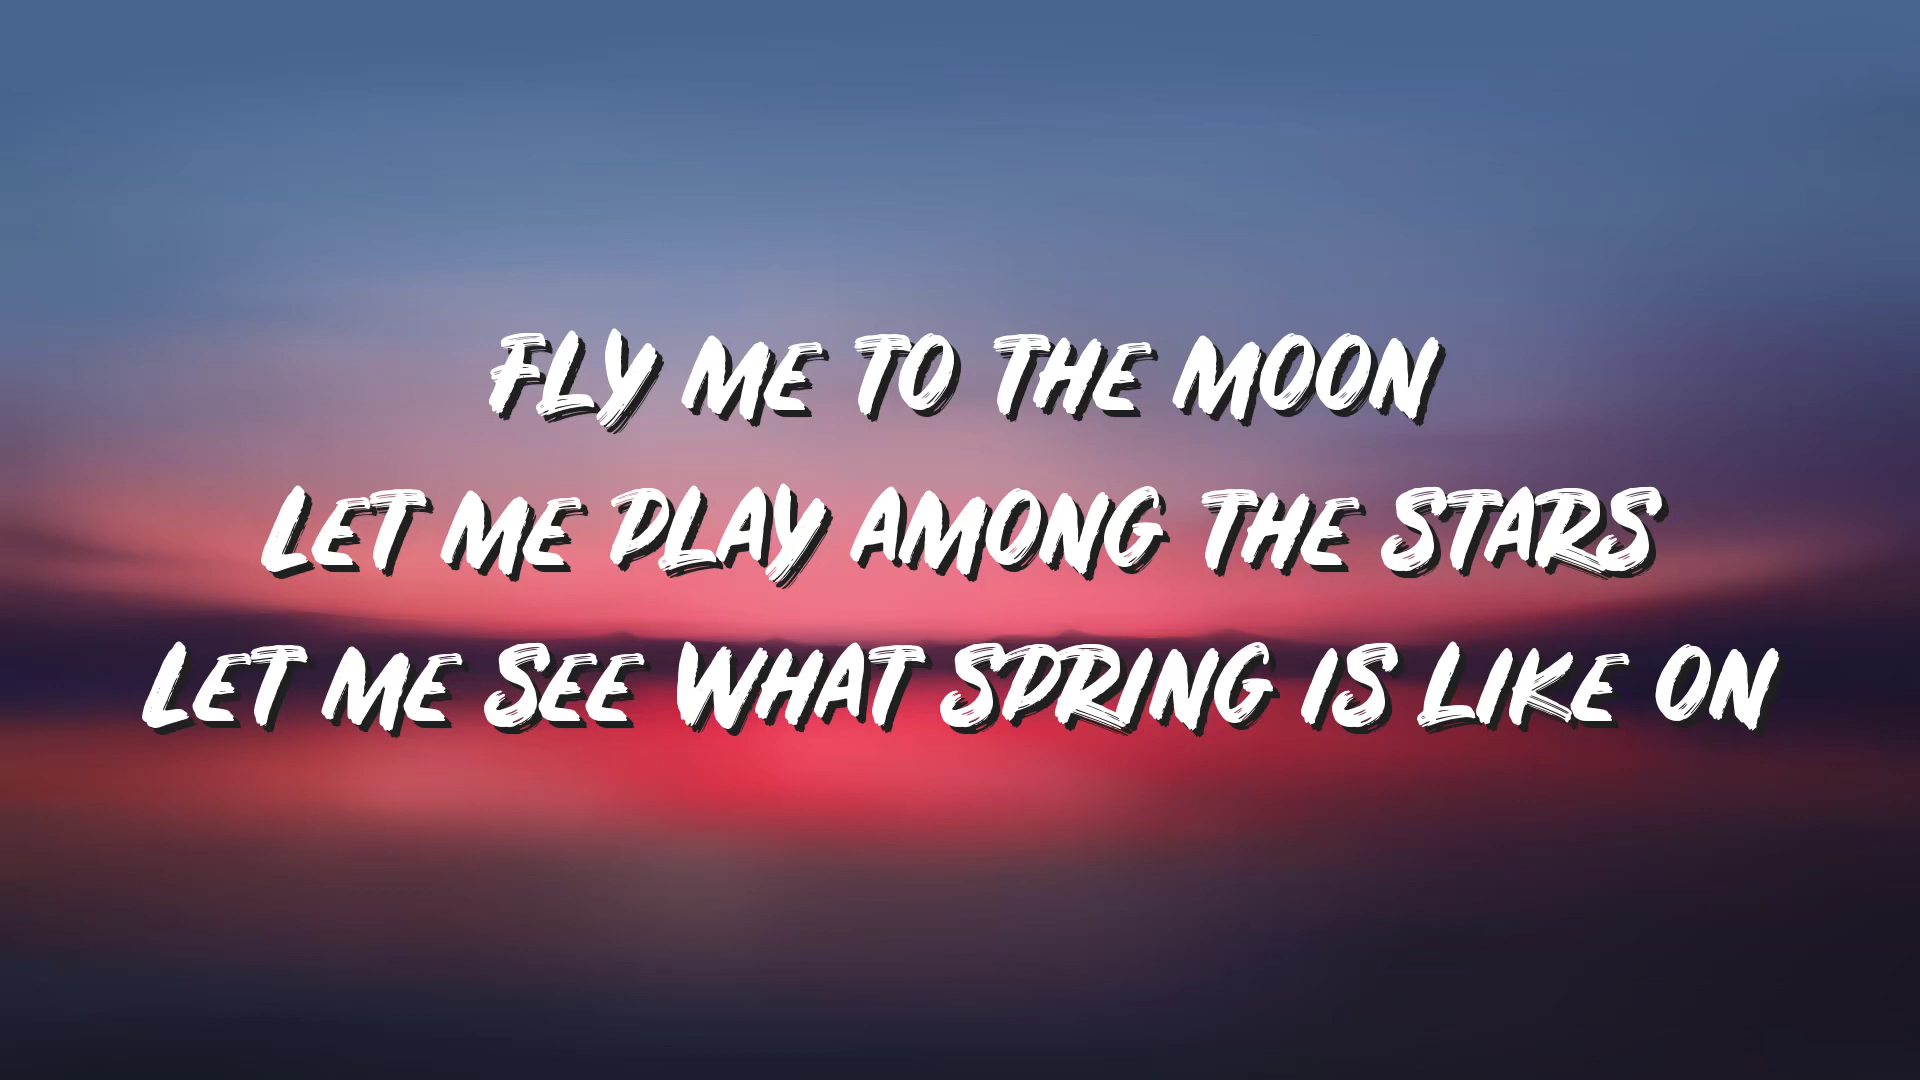 FLY ME TO THE MOON
LET ME PLAY AMONG THE STARS
LET ME SEE WHAT SPRING IS LIKE ON